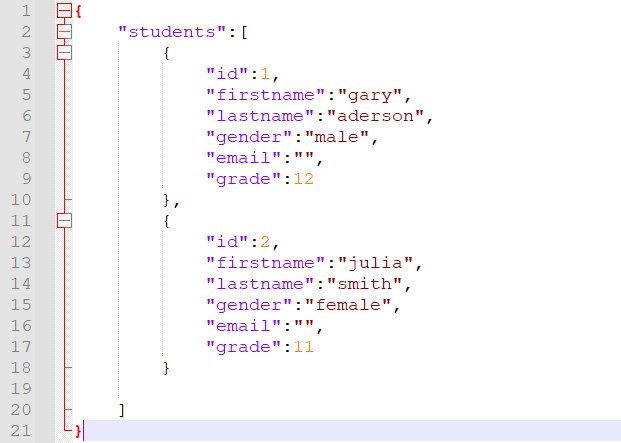 1 {
2 "students":[
3 {
4 "id":1,
5 "firstname":"gary",
6 "lastname":"aderson",
7 "gender":"male",
8 "email":"",
9 "grade":12
10 },
11 {
12 "id":2,
13 "firstname":"julia",
14 "lastname":"smith",
15 "gender":"female",
16 "email":"",
17 "grade":11
18 }
19
20 ]
21 }